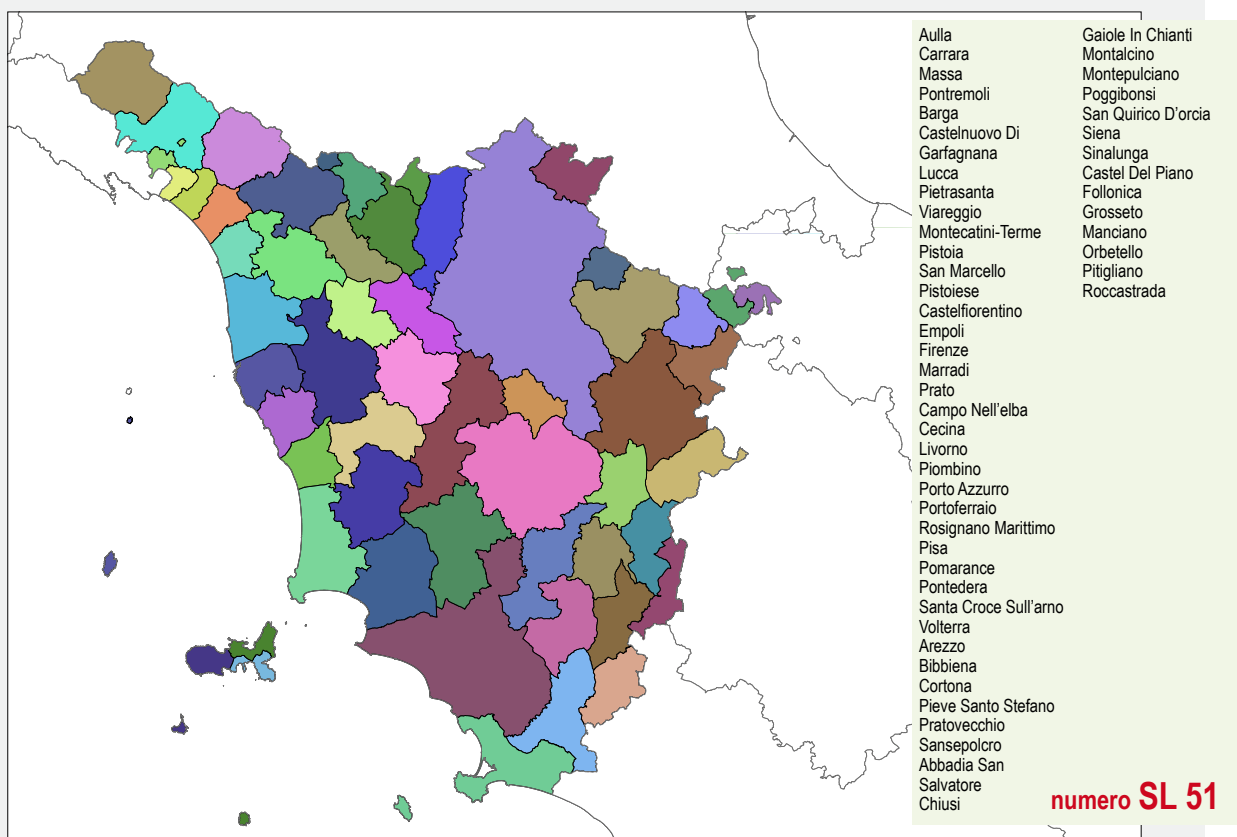 Aulla
Carrara
Massa
Pontremoli
Barga
Castelnuovo Di
Garfagnana
Lucca
Pietrasanta
Viareggio
Montecatini-Terme
Pistoia
San Marcello
Pistoiese
Castelfiorentino
Empoli
Firenze
Marradi
Prato
Campo Nell'elba
Cecina
Livorno
Piombino
Porto Azzurro
Portoferraio
Rosignano Marittimo
Pisa
Pomarance
Pontedera
Santa Croce Sull'arno
Volterra
Arezzo
Bibbiena
Cortona
Pieve Santo Stefano
Pratovecchio
Sansepolcro
Abbadia San
Salvatore
Chiusi
Gaiole In Chianti
Montalcino
Montepulciano
Poggibonsi
San Quirico D'orcia
Siena
Sinalunga
Castel Del Piano
Follonica
Grosseto
Manciano
Orbetello
Pitigliano
Roccastrada
numero SL 51